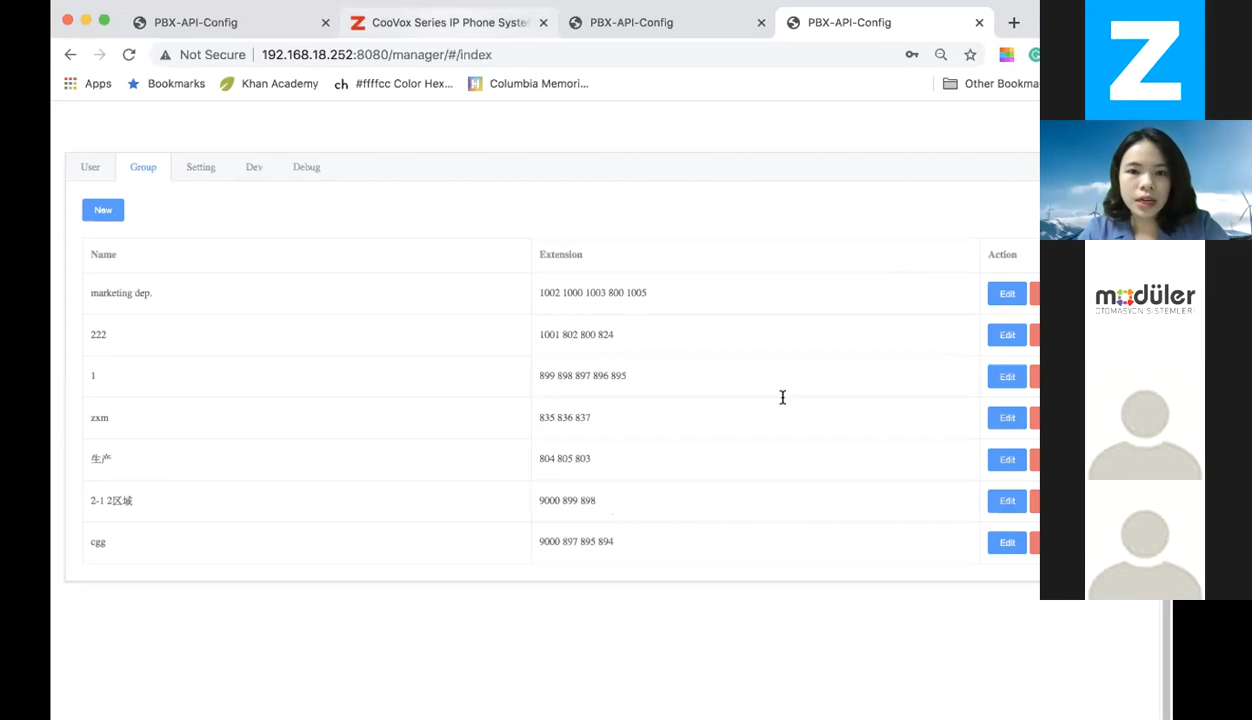 PBX-API-Config
CooVox Series IP Phone Syste
PBX-API-Config
PBX-API-Config
Not Secure 192.168.18.252:8080/manager/#/index
Apps Bookmarks Khan Academy ch #ffffcc Color Hex... Columbia Memori... Other Bookma
User Group Setting Dev Debug
New
Name Extension Action
marketing dep. 1002 1000 1003 800 1005 Edit
222 1001 802 800 824 Edit
1 899 898 897 896 895 Edit
zxm 835 836 837 Edit
生产 804 805 803 Edit
2-1 2区域 9000 899 898 Edit
cgg 9000 897 895 894 Edit
Z
modüler
OTOMASYON SİSTEMLERİ